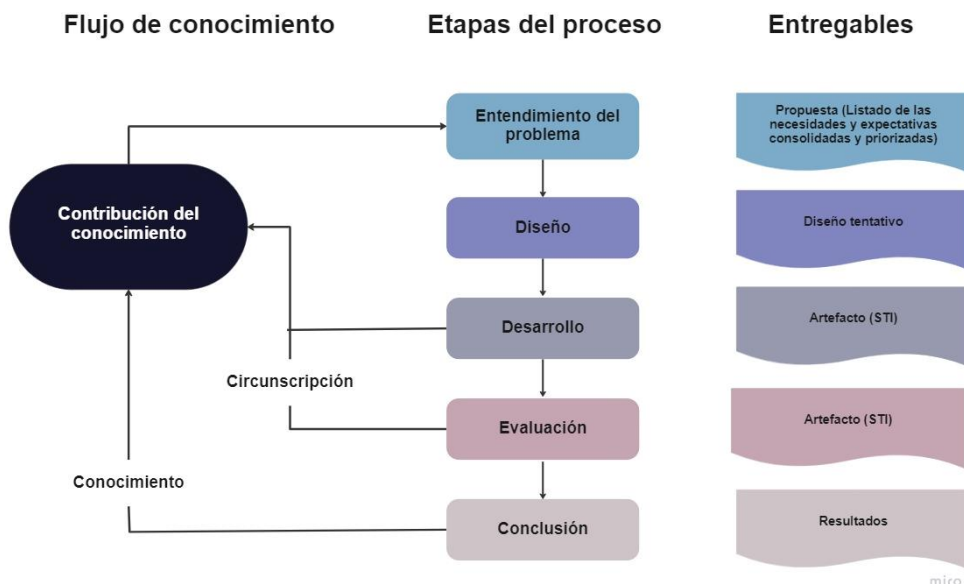 Flujo de conocimiento
Etapas del proceso
Entregables
Entendimiento del
problema
Propuesta (Listado de las
necesidades y expectativas
consolidadas y priorizadas)
Contribución del
conocimiento
Diseño
Diseño tentativo
Desarrollo
Artefacto (STI)
Circunscripción
Evaluación
Artefacto (STI)
Conocimiento
Conclusión
Resultados
miro